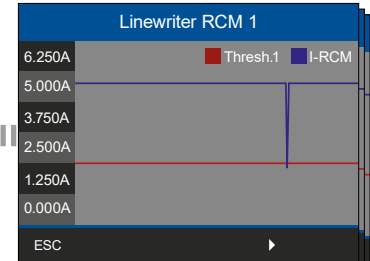 Linewriter RCM 1
6.250A
Thresh.1
I-RCM
5.000A
3.750A
2.500A
1.250A
0.000A
ESC